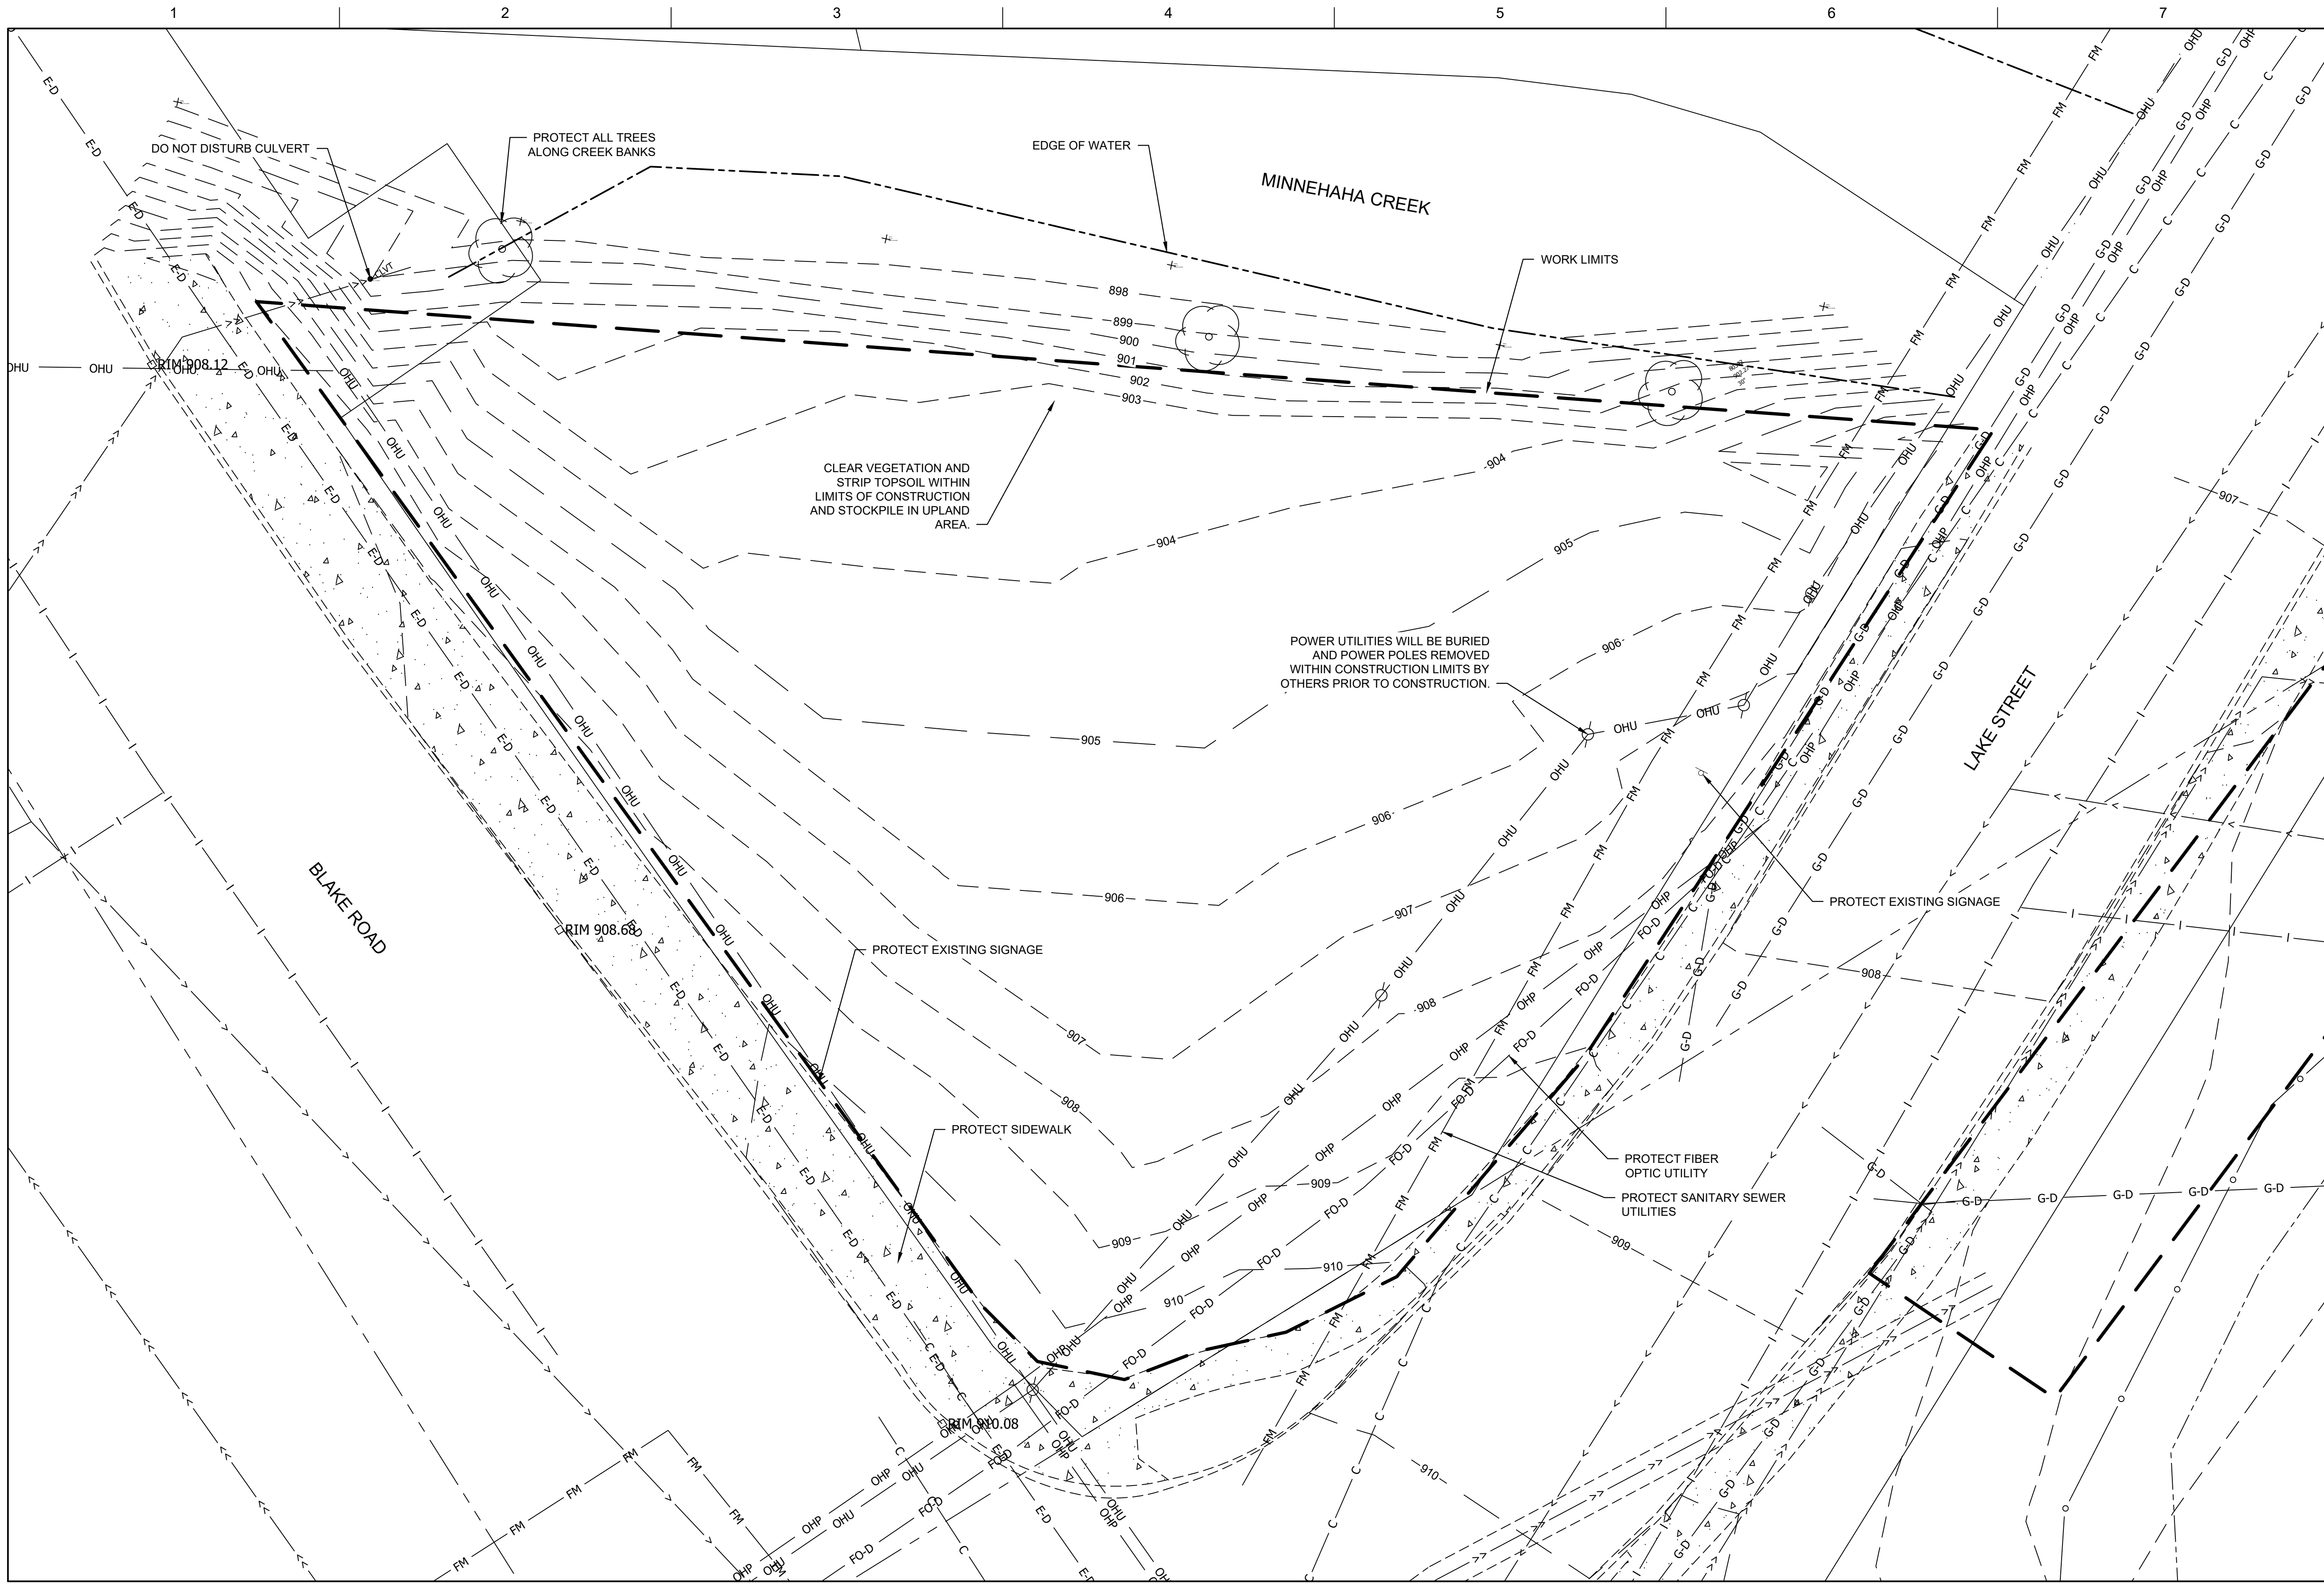 1 2 3 4 5 6 7
DO NOT DISTURB CULVERT
PROTECT ALL TREES
ALONG CREEK BANKS
EDGE OF WATER
MINNEHAHA CREEK
WORK LIMITS
898
899
900
901
902
903
904
904
905
905
906
906
907
907
907
908
908
908
909
909
909
910
910
910
RIM 908.12
CLEAR VEGETATION AND
STRIP TOPSOIL WITHIN
LIMITS OF CONSTRUCTION
AND STOCKPILE IN UPLAND
AREA.
POWER UTILITIES WILL BE BURIED
AND POWER POLES REMOVED
WITHIN CONSTRUCTION LIMITS BY
OTHERS PRIOR TO CONSTRUCTION.
LAKE STREET
BLAKE ROAD
PROTECT EXISTING SIGNAGE
RIM 908.68
PROTECT EXISTING SIGNAGE
PROTECT SIDEWALK
PROTECT FIBER
OPTIC UTILITY
PROTECT SANITARY SEWER
UTILITIES
RIM 910.08
E-D
OHU
FM
G-D
OHP
C
FO-D
I